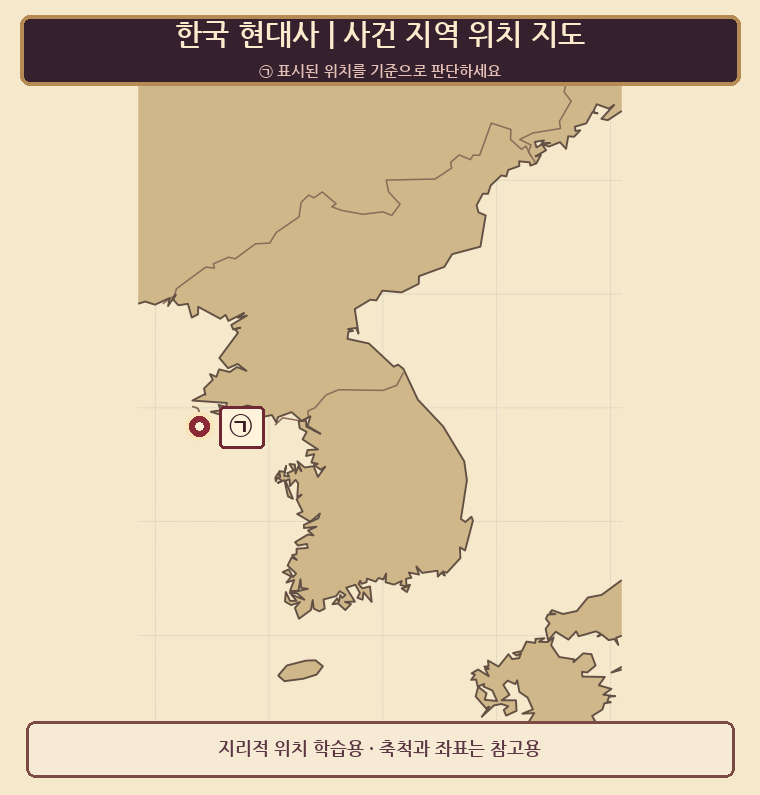 한국 현대사 | 사건 지역 위치 지도
㉠ 표시된 위치를 기준으로 판단하세요
㉠
지리적 위치 학습용 · 축척과 좌표는 참고용